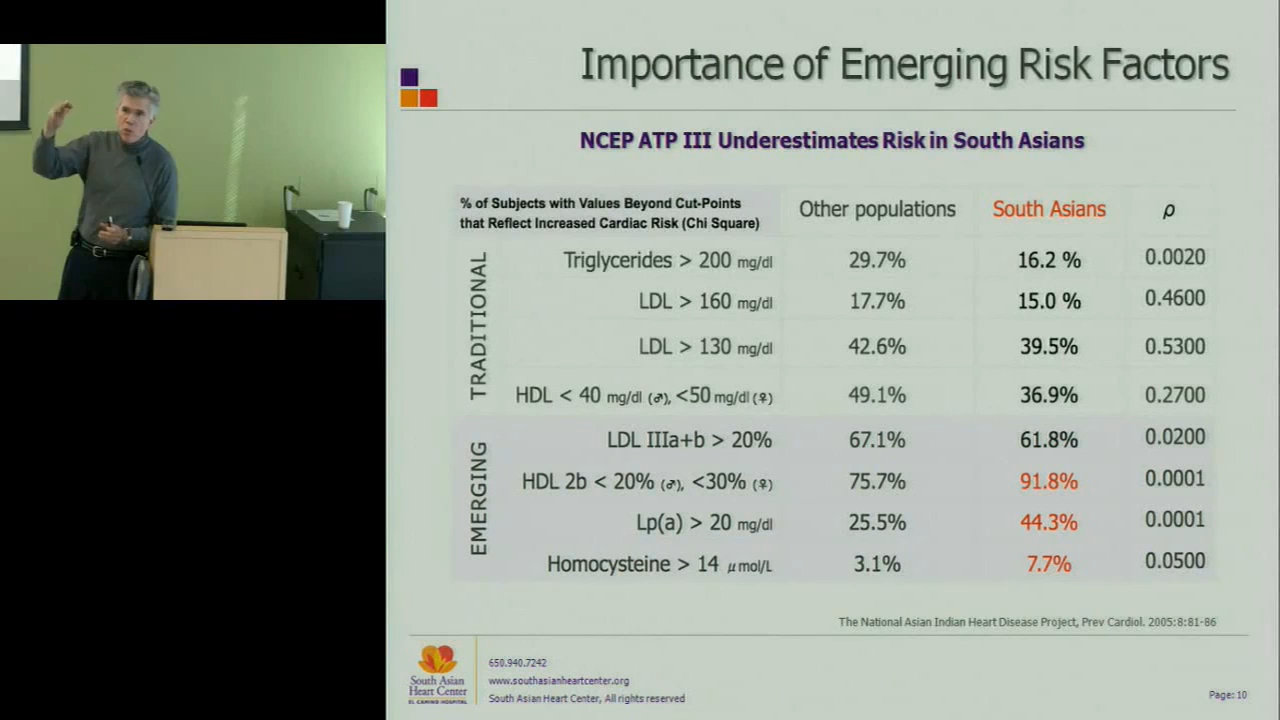 Importance of Emerging Risk Factors
NCEP ATP III Underestimates Risk in South Asians
% of Subjects with Values Beyond Cut-Points that Reflect Increased Cardiac Risk (Chi Square) Other populations South Asians ρ
TRADITIONAL
Triglycerides > 200 mg/dl 29.7% 16.2 % 0.0020
LDL > 160 mg/dl 17.7% 15.0 % 0.4600
LDL > 130 mg/dl 42.6% 39.5% 0.5300
HDL < 40 mg/dl (♂), <50 mg/dl (♀) 49.1% 36.9% 0.2700
EMERGING
LDL IIIa+b > 20% 67.1% 61.8% 0.0200
HDL 2b < 20% (♂), <30% (♀) 75.7% 91.8% 0.0001
Lp(a) > 20 mg/dl 25.5% 44.3% 0.0001
Homocysteine > 14 μmol/L 3.1% 7.7% 0.0500
The National Asian Indian Heart Disease Project, Prev Cardiol. 2005:8:81-86
South Asian
Heart Center
EL CAMINO HOSPITAL
650.940.7242
www.southasianheartcenter.org
South Asian Heart Center, All rights reserved
Page: 10